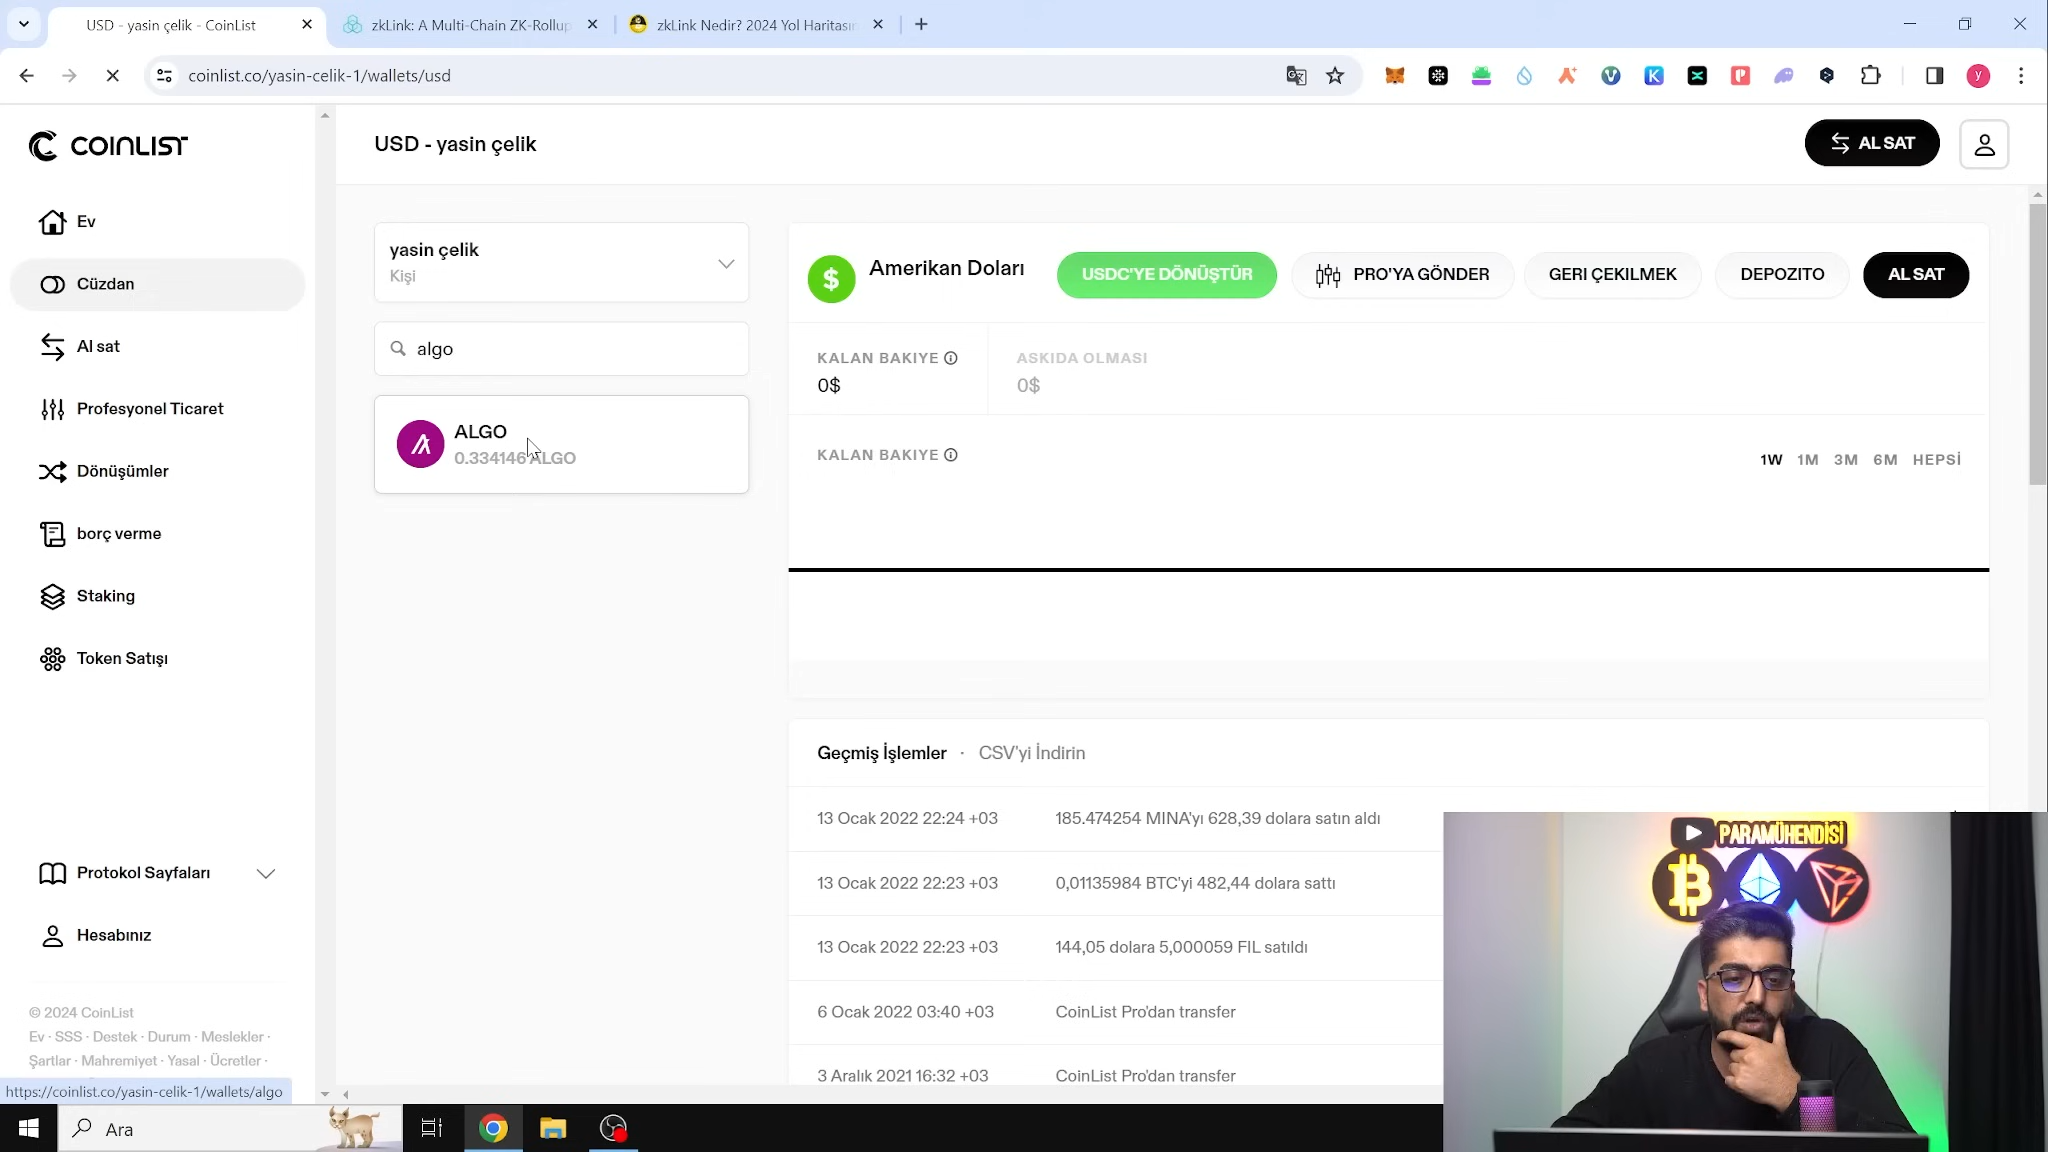 USD - yasin çelik - CoinList
zkLink: A Multi-Chain ZK-Rollup
zkLink Nedir? 2024 Yol Haritasın
coinlist.co/yasin-celik-1/wallets/usd
y
COINLIST
USD - yasin çelik
AL SAT
Ev
Cüzdan
Al sat
Profesyonel Ticaret
Dönüşümler
borç verme
Staking
Token Satışı
Protokol Sayfaları
Hesabınız
© 2024 CoinList
Ev · SSS · Destek · Durum · Meslekler ·
Şartlar · Mahremiyet · Yasal · Ücretler ·
https://coinlist.co/yasin-celik-1/wallets/algo
yasin çelik
Kişi
algo
ALGO
0.334146 ALGO
Amerikan Doları
USDC'YE DÖNÜŞTÜR
PRO'YA GÖNDER
GERI ÇEKILMEK
DEPOZITO
AL SAT
KALAN BAKIYE
0$
ASKIDA OLMASI
0$
KALAN BAKIYE
1W 1M 3M 6M HEPSİ
Geçmiş İşlemler · CSV'yi İndirin
13 Ocak 2022 22:24 +03 185.474254 MINA'yı 628,39 dolara satın aldı
13 Ocak 2022 22:23 +03 0,01135984 BTC'yi 482,44 dolara sattı
13 Ocak 2022 22:23 +03 144,05 dolara 5,000059 FIL satıldı
6 Ocak 2022 03:40 +03 CoinList Pro'dan transfer
3 Aralık 2021 16:32 +03 CoinList Pro'dan transfer
PARAMÜHENDİSİ
Ara